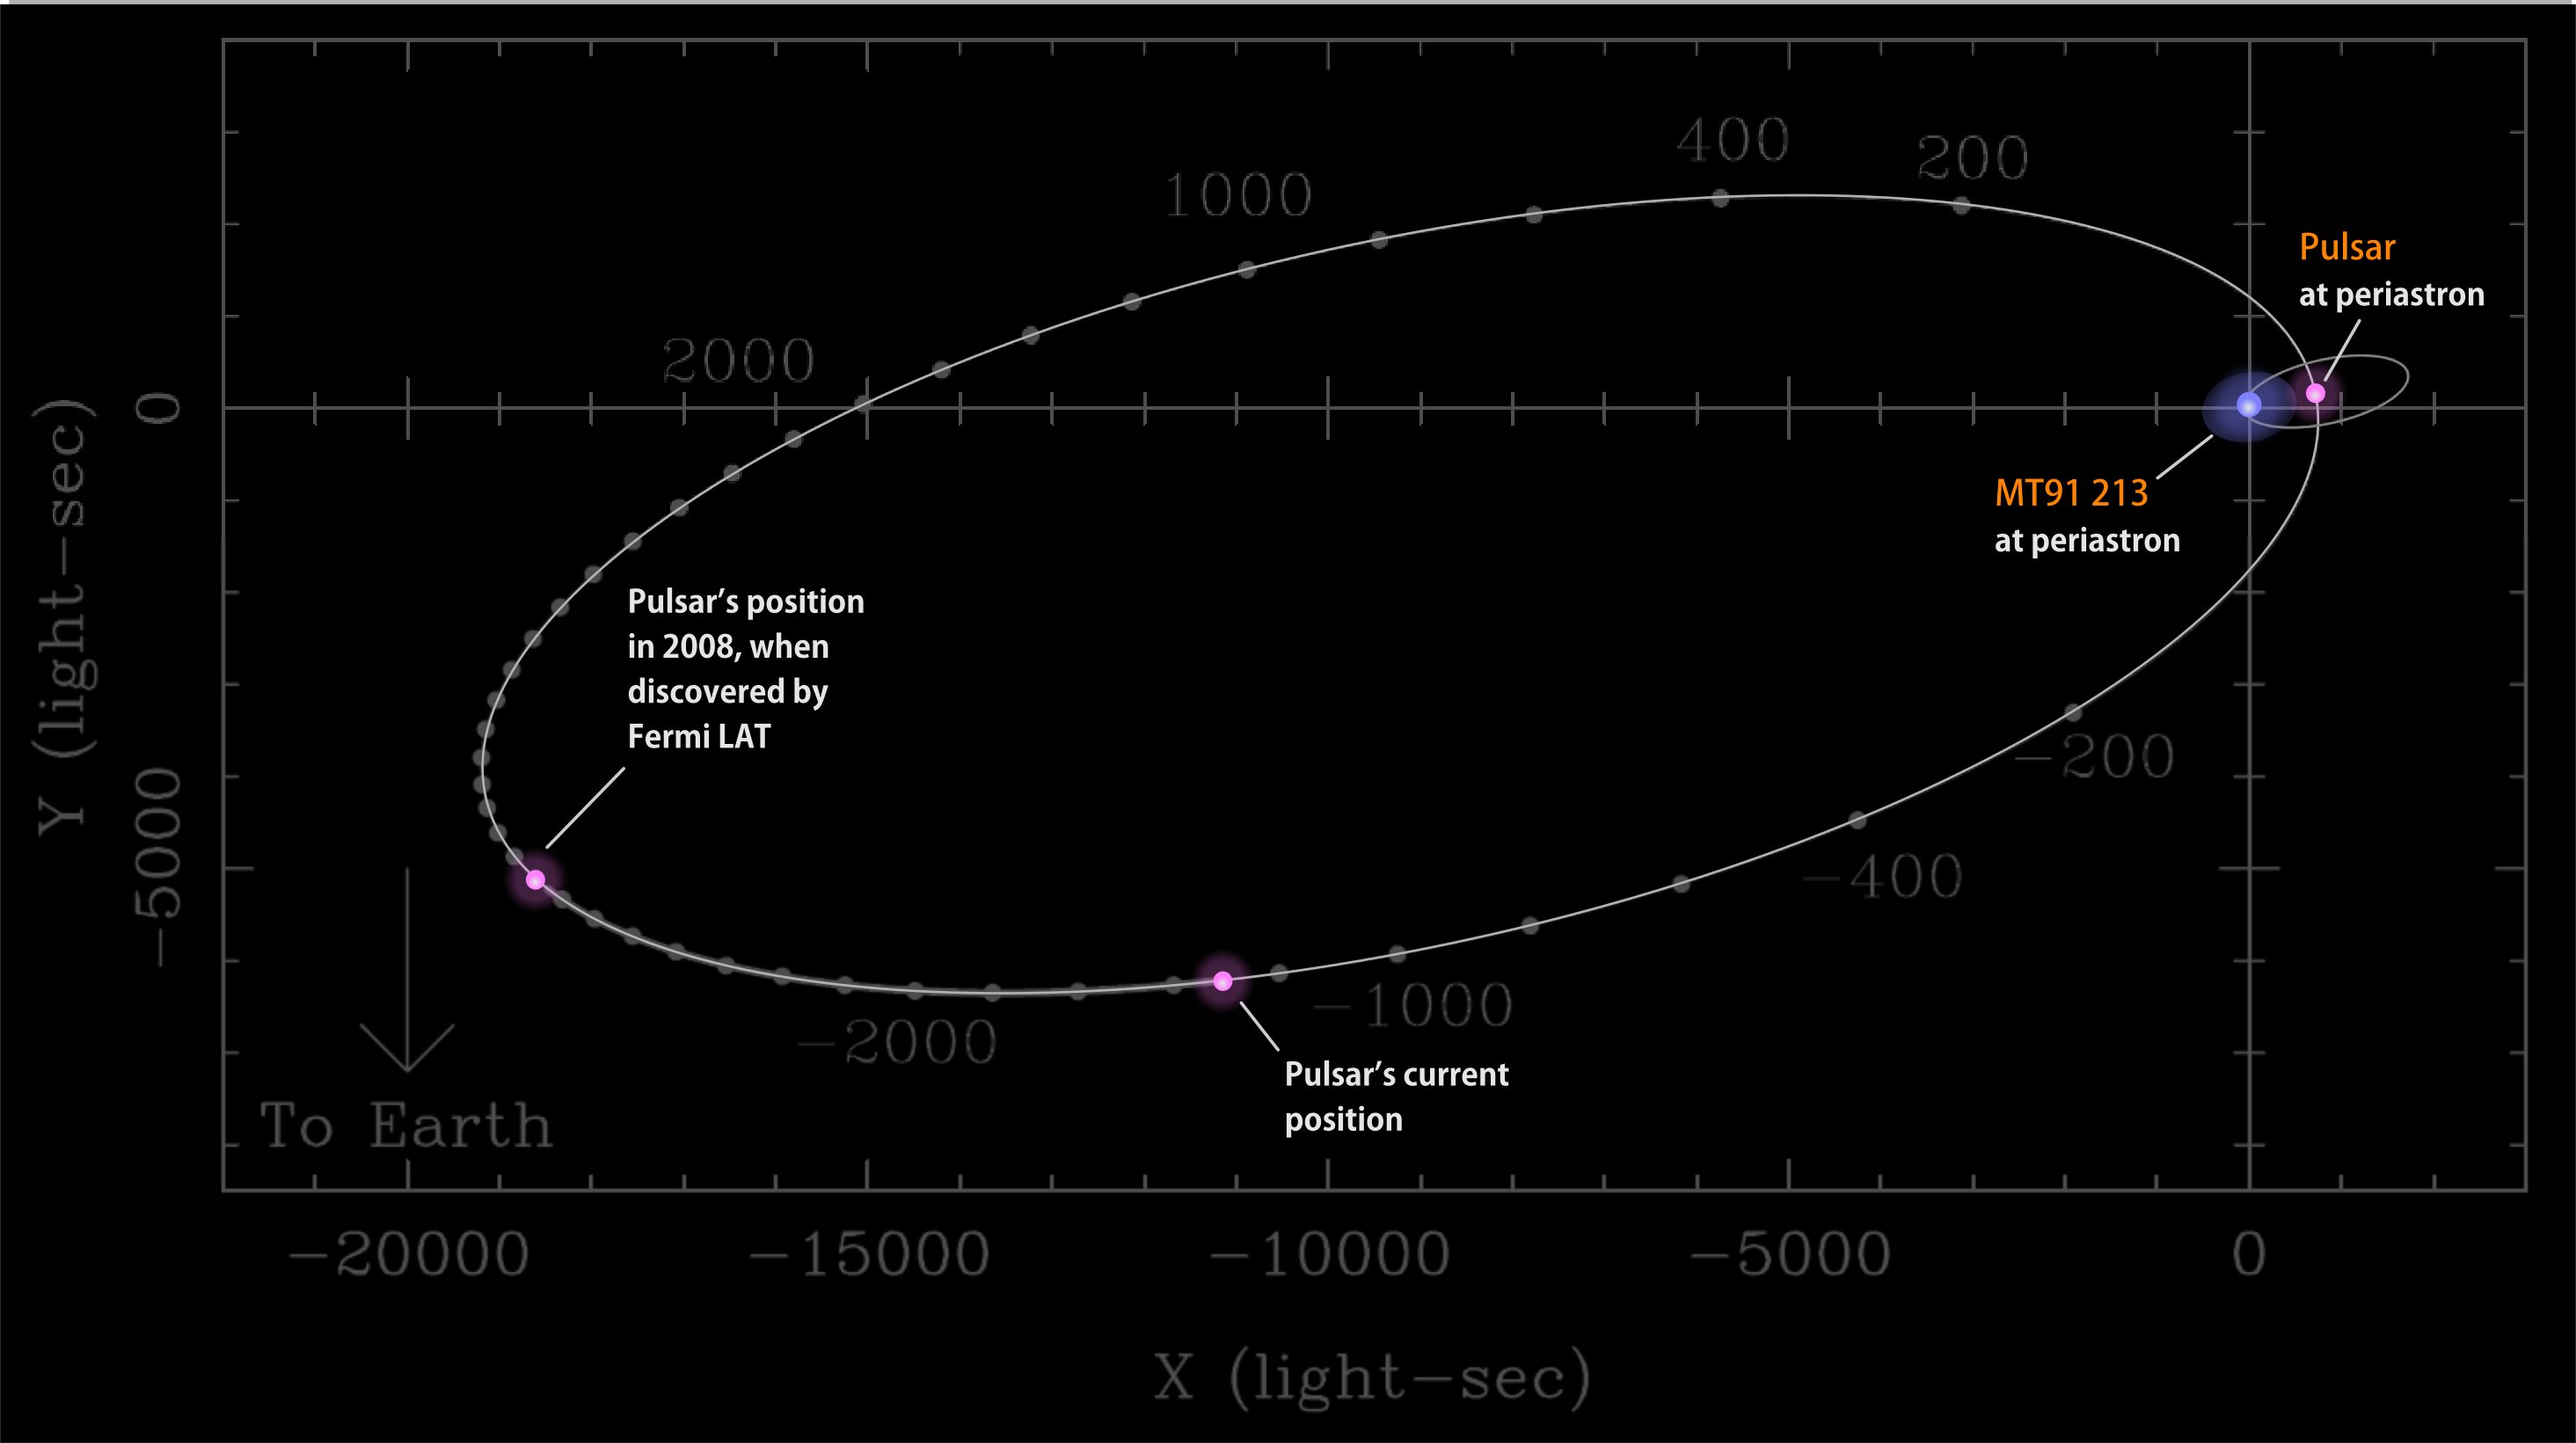 400
200
1000
Pulsar
at periastron
2000
0
MT91 213
at periastron
Pulsar’s position
in 2008, when
discovered by
Fermi LAT
Y (light−sec)
−200
−5000
−400
−1000
−2000
Pulsar’s current
position
To Earth
−20000
−15000
−10000
−5000
0
X (light−sec)